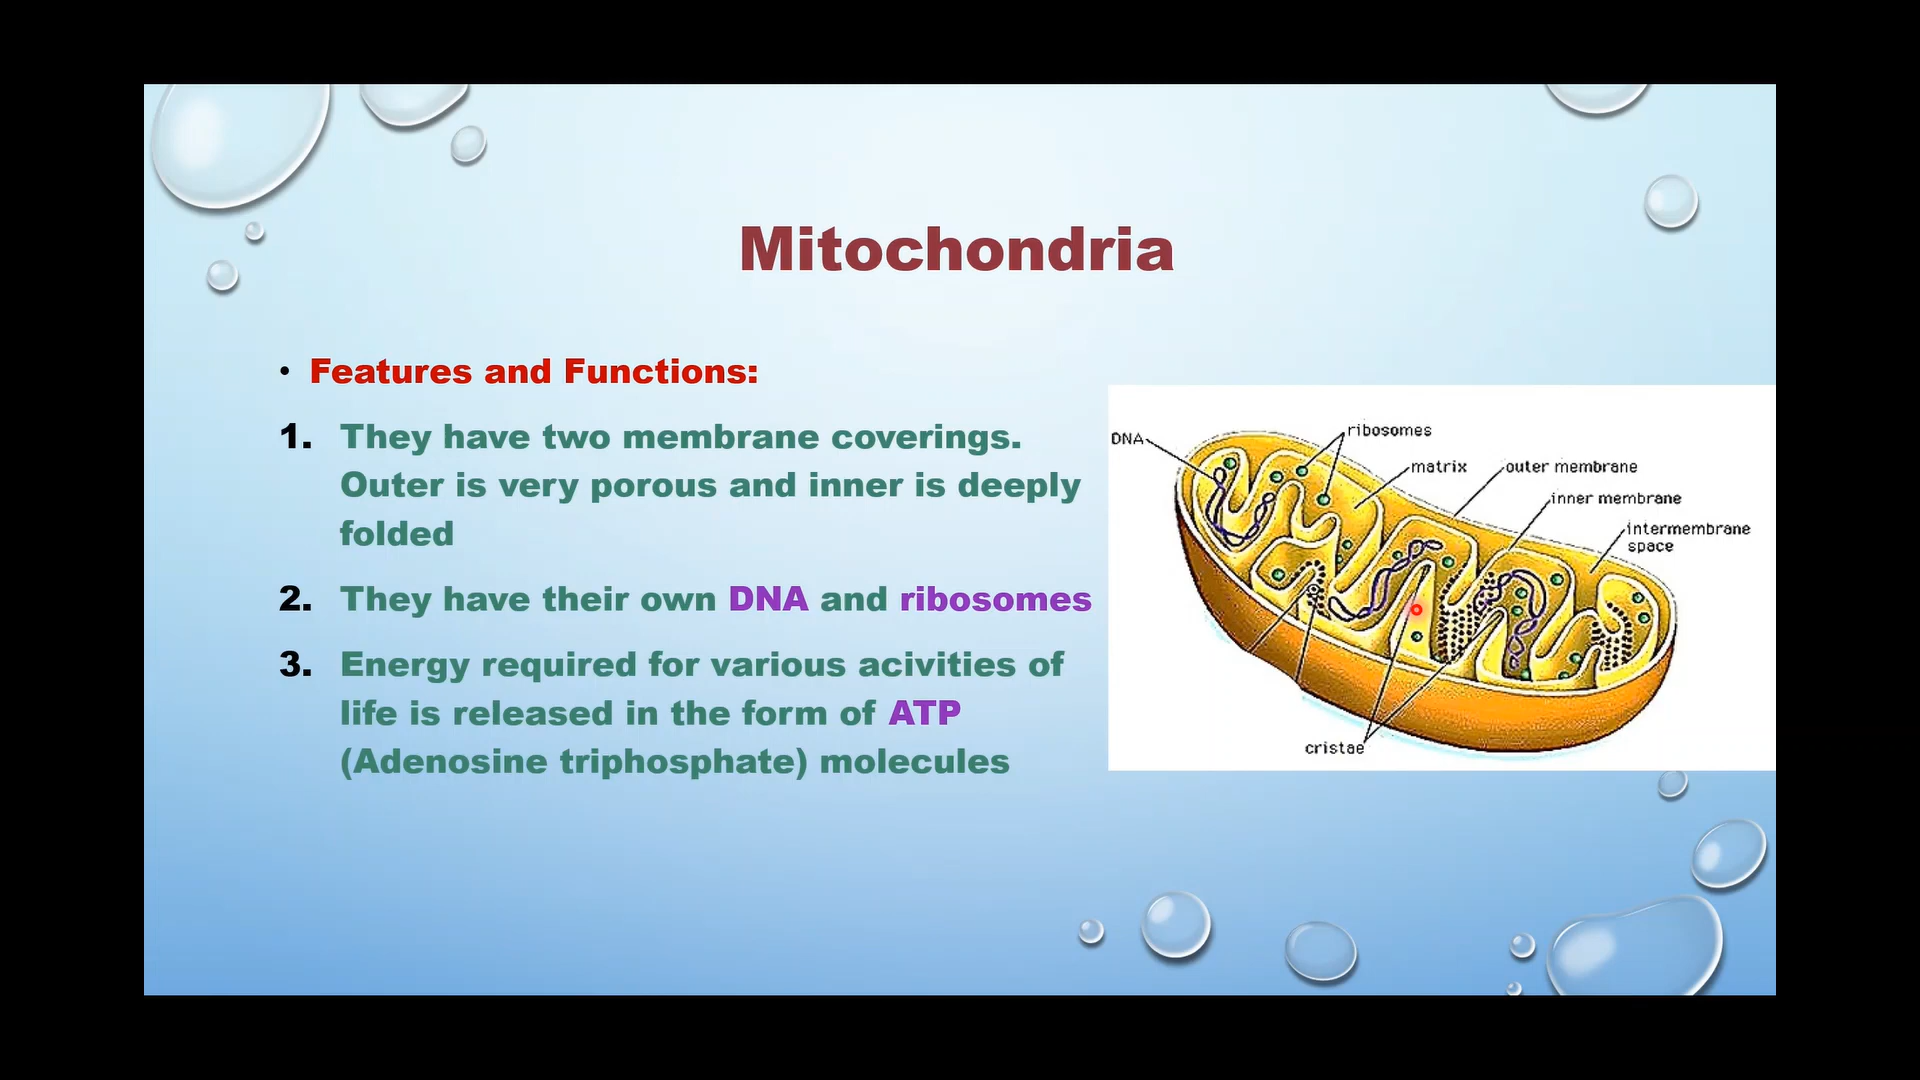 Mitochondria
• Features and Functions:
1. They have two membrane coverings.
Outer is very porous and inner is deeply
folded
2. They have their own DNA and ribosomes
3. Energy required for various acivities of
life is released in the form of ATP
(Adenosine triphosphate) molecules
DNA
ribosomes
matrix
outer membrane
inner membrane
intermembrane
space
cristae